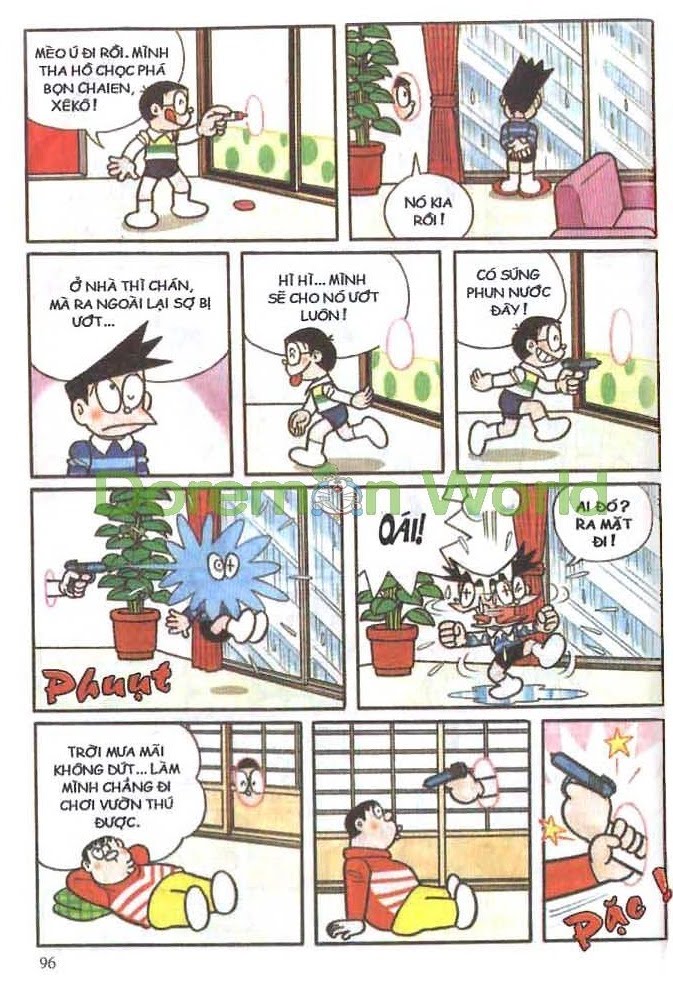 MÈO Ú ĐI RỒI. MÌNH
THA HỒ CHỌC PHÁ
BỌN CHAIEN,
XÊKÔ!
NÓ KIA
RỒI!
Ở NHÀ THÌ CHÁN,
MÀ RA NGOÀI LẠI SỢ BỊ
ƯỚT...
HÌ HÌ... MÌNH
SẼ CHO NÓ ƯỚT
LUÔN!
CÓ SÚNG
PHUN NƯỚC
ĐÂY!
Doremon World
Phuụt
OÁI!
AI ĐÓ?
RA MẶT
ĐI!
TRỜI MƯA MÃI
KHÔNG DỨT... LÀM
MÌNH CHẲNG ĐI
CHƠI VƯỜN THÚ
ĐƯỢC.
Pặc!
96